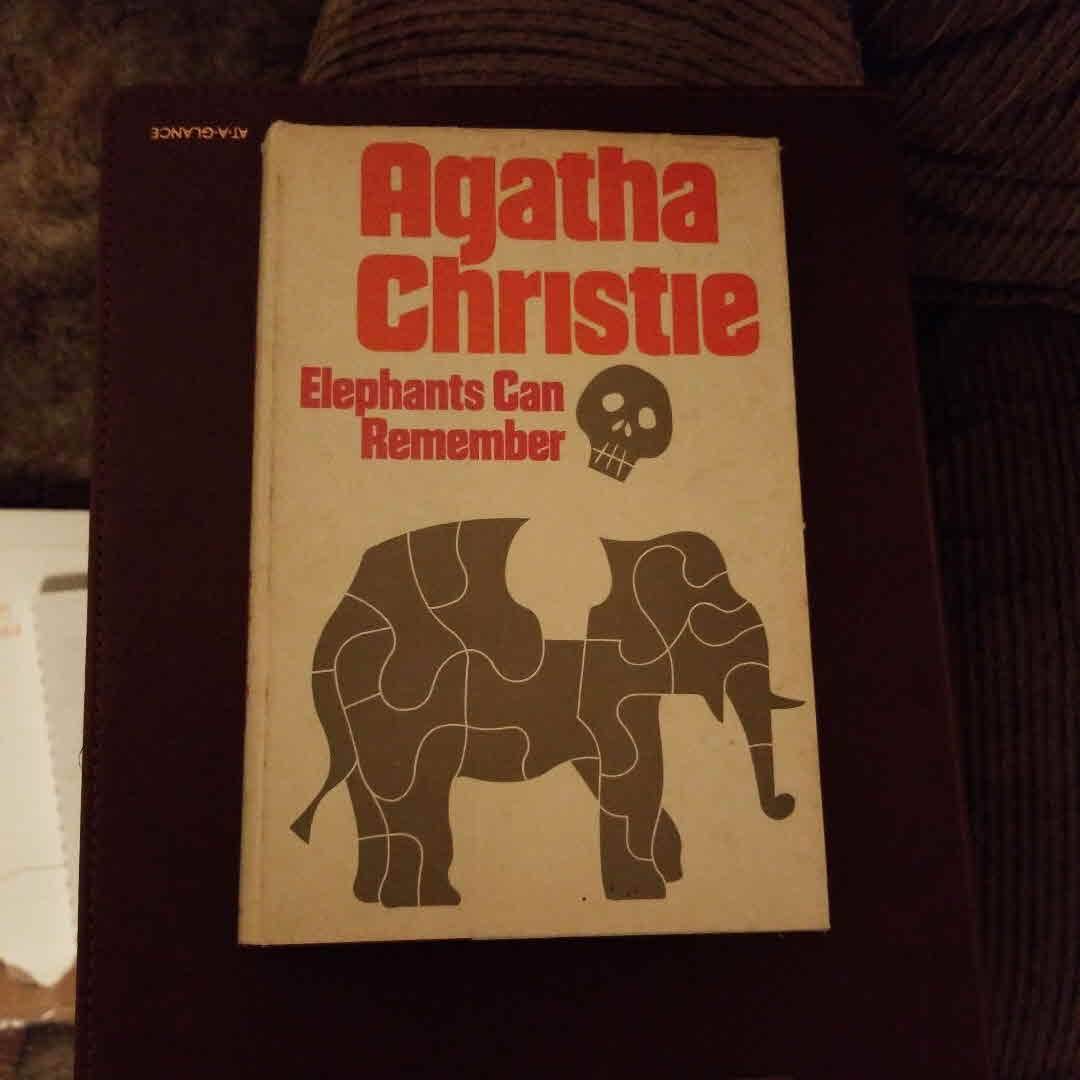 AT-A-GLANCE
Agatha
Christie
Elephants Can
Remember